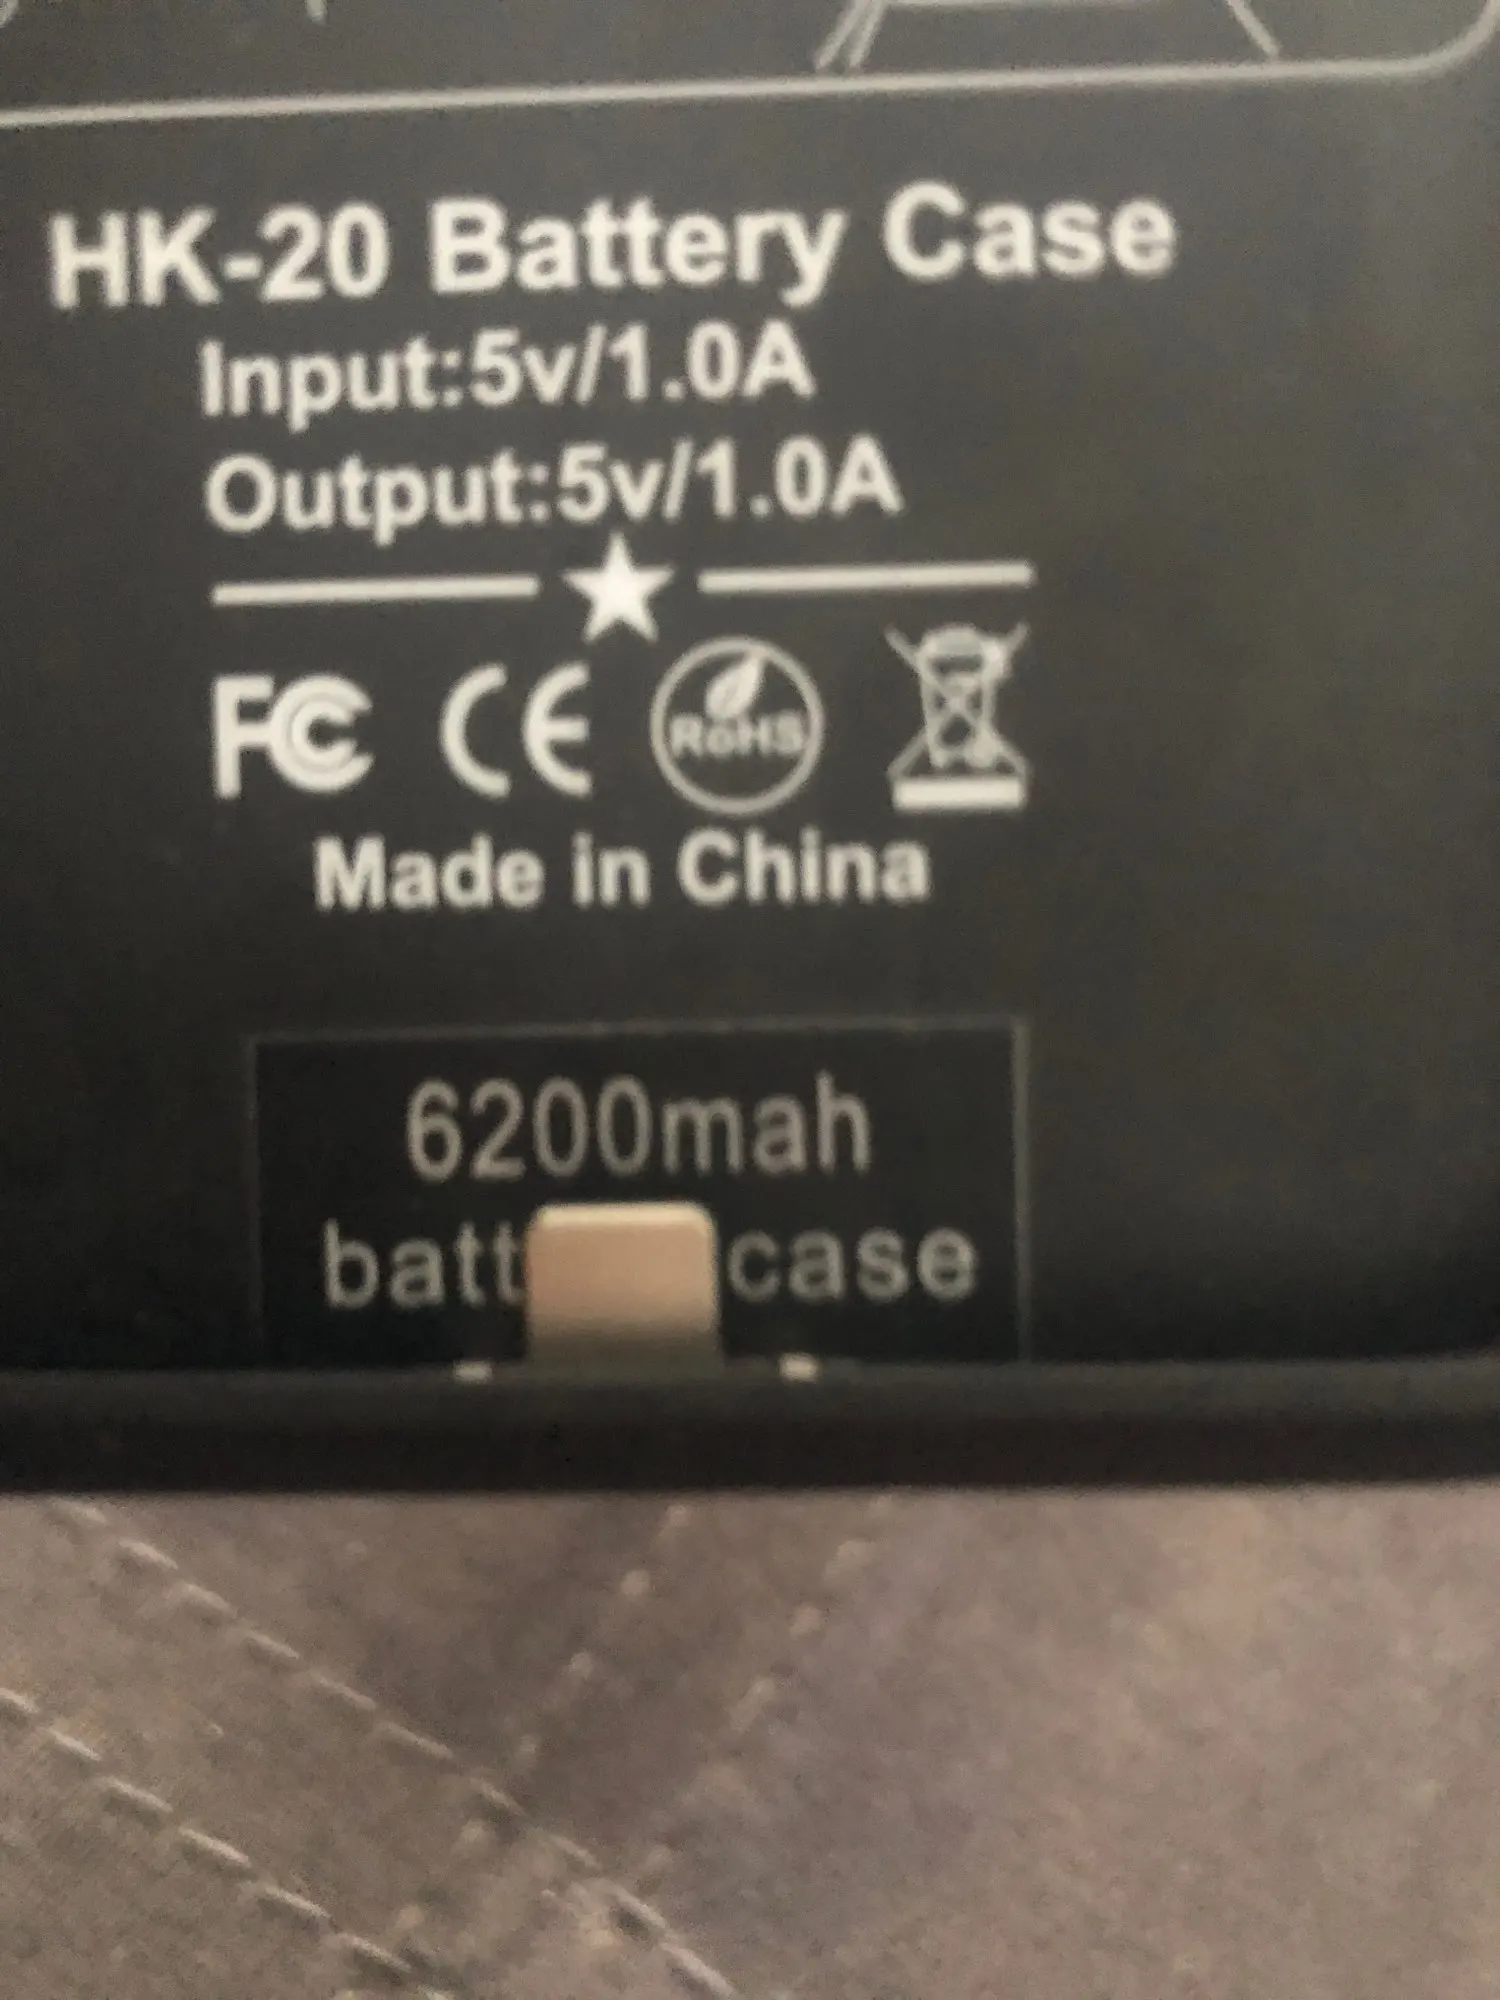 HK-20 Battery Case
Input:5v/1.0A
Output:5v/1.0A
FC CE RoHS
Made in China
6200mah
case